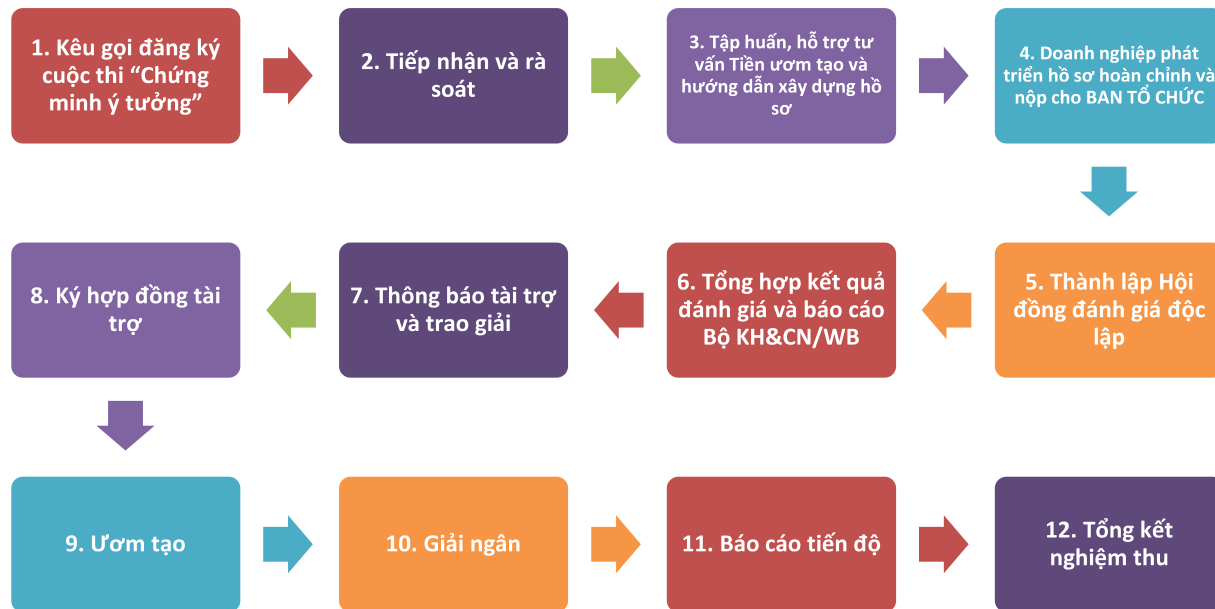 1. Kêu gọi đăng ký
cuộc thi “Chứng
minh ý tưởng”
2. Tiếp nhận và rà
soát
3. Tập huấn, hỗ trợ tư
vấn Tiền ươm tạo và
hướng dẫn xây dựng hồ
sơ
4. Doanh nghiệp phát
triển hồ sơ hoàn chỉnh và
nộp cho BAN TỔ CHỨC
8. Ký hợp đồng tài
trợ
7. Thông báo tài trợ
và trao giải
6. Tổng hợp kết quả
đánh giá và báo cáo
Bộ KH&CN/WB
5. Thành lập Hội
đồng đánh giá độc
lập
9. Ươm tạo
10. Giải ngân
11. Báo cáo tiến độ
12. Tổng kết
nghiệm thu